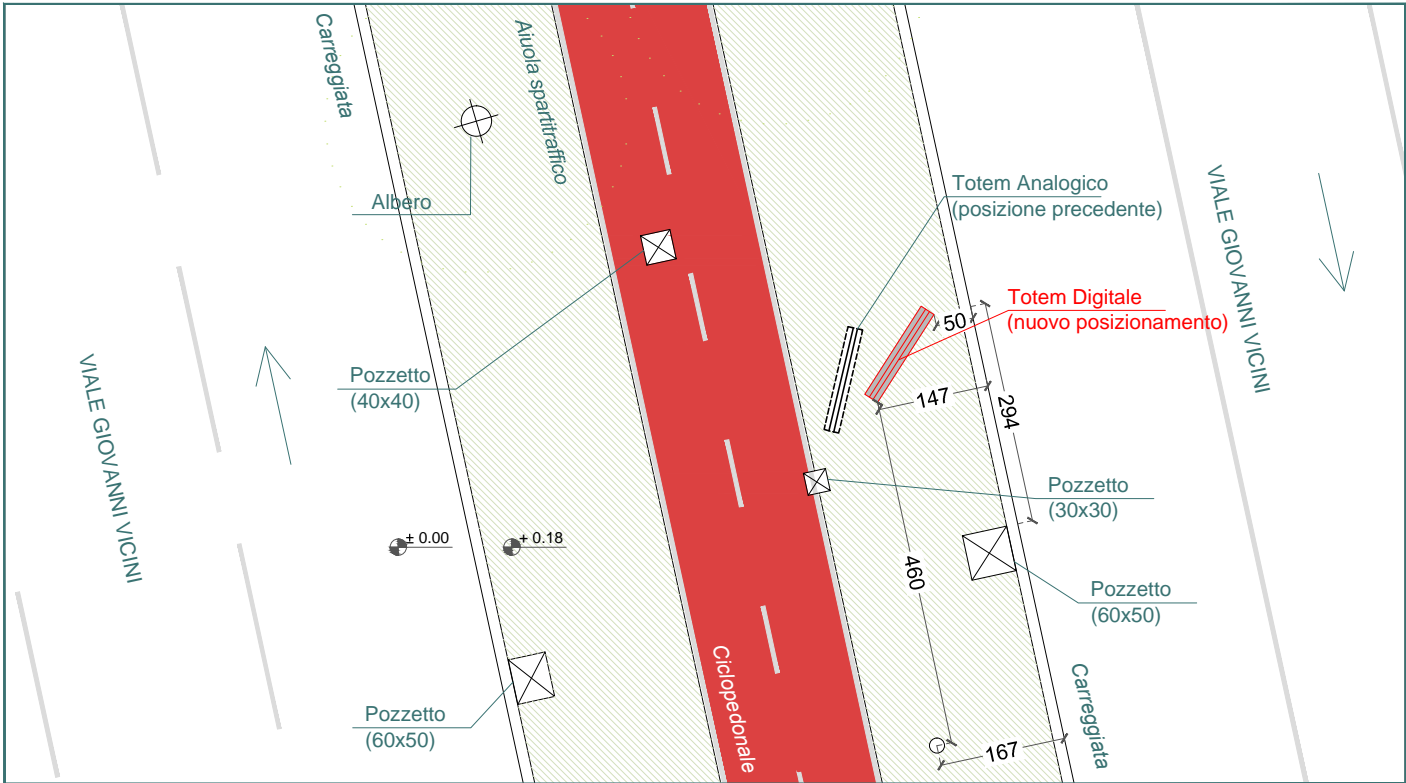 Carreggiata
Aiuola spartitraffico
Albero
Totem Analogico
(posizione precedente)
VIALE GIOVANNI VICINI
Totem Digitale
(nuovo posizionamento)
50
147
294
VIALE GIOVANNI VICINI
Pozzetto
(40x40)
Pozzetto
(30x30)
± 0.00
+ 0.18
460
Pozzetto
(60x50)
Ciclopedonale
Carreggiata
Pozzetto
(60x50)
167